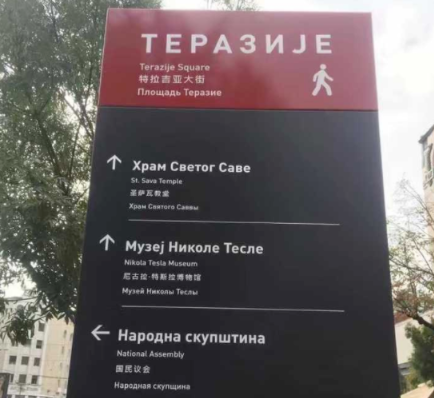 ТЕРАЗИЈЕ
Terazije Square
特拉吉亚大街
Площадь Теразие
Храм Светог Саве
St. Sava Temple
圣萨瓦教堂
Храм Святого Саввы
Музеј Николе Тесле
Nikola Tesla Museum
尼古拉·特斯拉博物馆
Музей Николы Теслы
Народна скупштина
National Assembly
国民议会
Народная скупщина